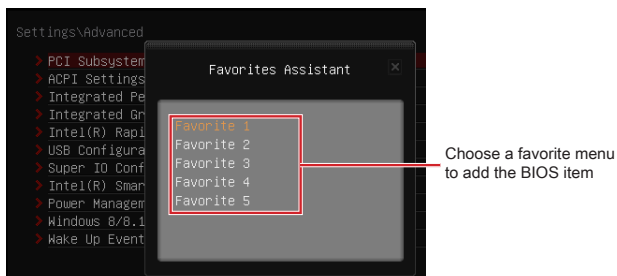 Settings\Advanced
PCI Subsystem
ACPI Settings
Integrated Pe
Integrated Gr
Intel(R) Rapi
USB Configura
Super IO Conf
Intel(R) Smar
Power Managem
Windows 8/8.1
Wake Up Event
Favorites Assistant
Favorite 1
Favorite 2
Favorite 3
Favorite 4
Favorite 5
Choose a favorite menu
to add the BIOS item